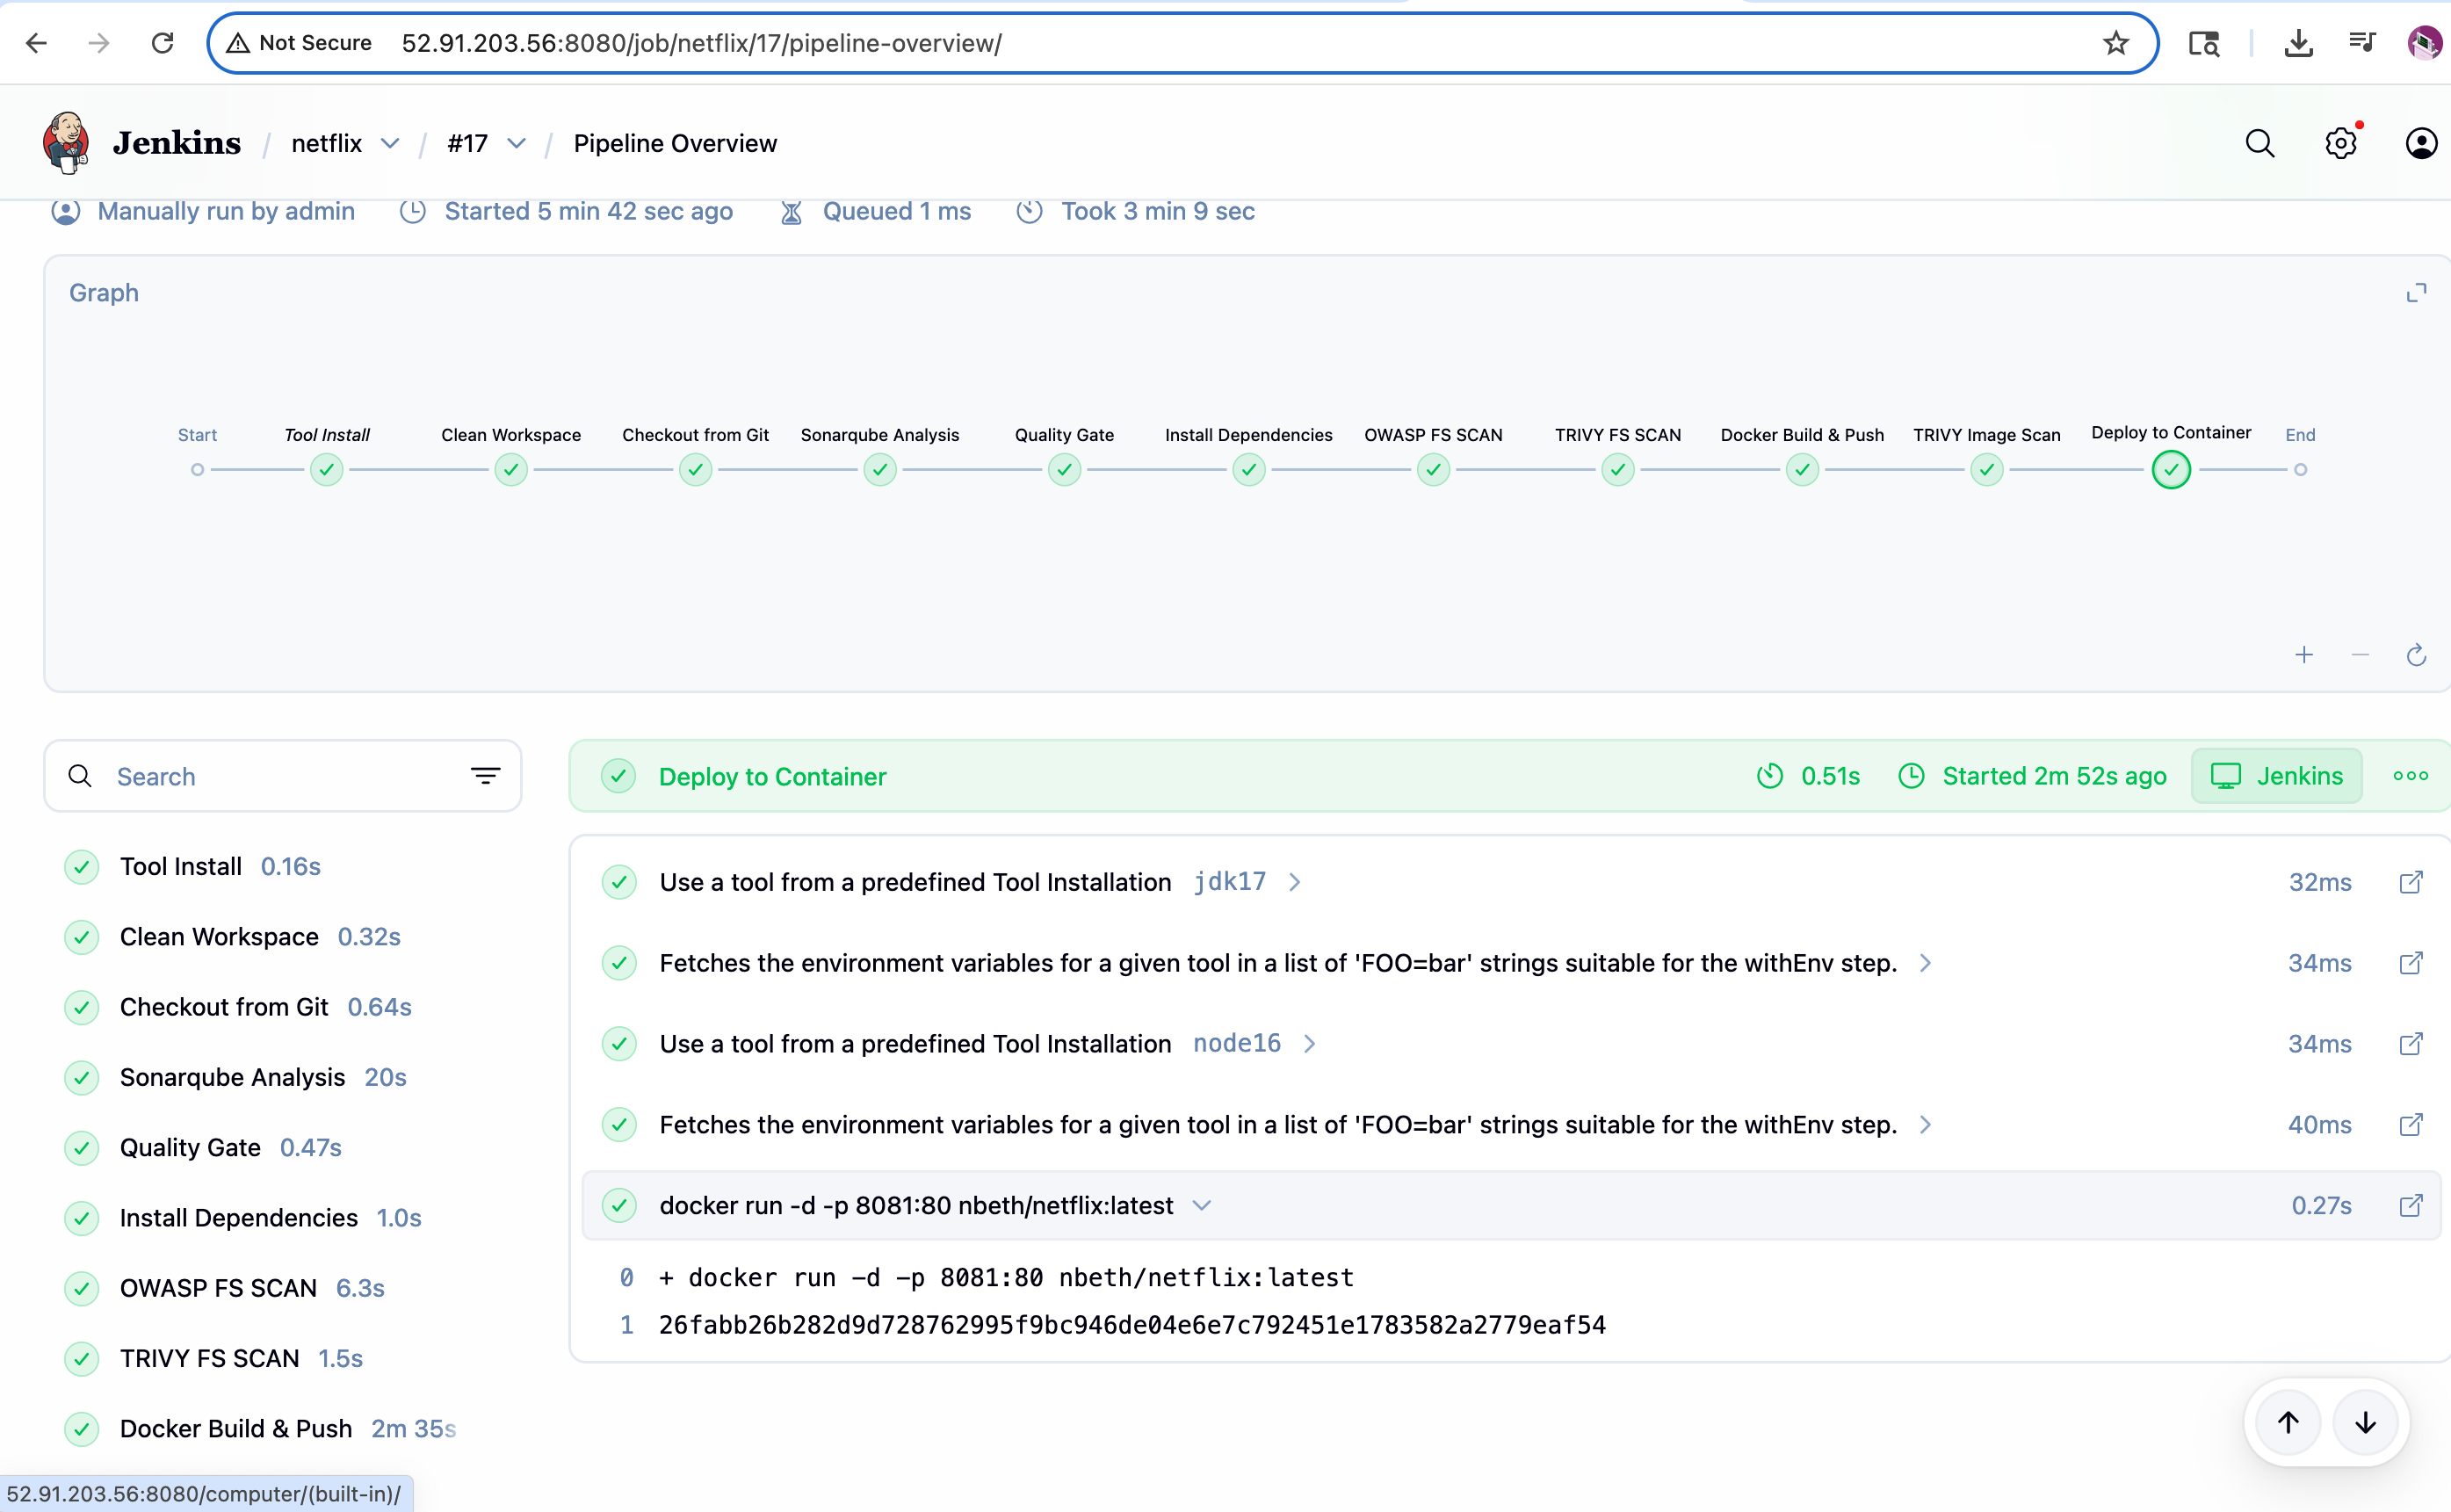 Not Secure 52.91.203.56:8080/job/netflix/17/pipeline-overview/
Jenkins / netflix / #17 / Pipeline Overview
Manually run by admin Started 5 min 42 sec ago Queued 1 ms Took 3 min 9 sec
Graph
Start Tool Install Clean Workspace Checkout from Git Sonarqube Analysis Quality Gate Install Dependencies OWASP FS SCAN TRIVY FS SCAN Docker Build & Push TRIVY Image Scan Deploy to Container End
Search
Tool Install 0.16s
Clean Workspace 0.32s
Checkout from Git 0.64s
Sonarqube Analysis 20s
Quality Gate 0.47s
Install Dependencies 1.0s
OWASP FS SCAN 6.3s
TRIVY FS SCAN 1.5s
Docker Build & Push 2m 35s
Deploy to Container 0.51s Started 2m 52s ago Jenkins
Use a tool from a predefined Tool Installation jdk17 32ms
Fetches the environment variables for a given tool in a list of 'FOO=bar' strings suitable for the withEnv step. 34ms
Use a tool from a predefined Tool Installation node16 34ms
Fetches the environment variables for a given tool in a list of 'FOO=bar' strings suitable for the withEnv step. 40ms
docker run -d -p 8081:80 nbeth/netflix:latest 0.27s
0 + docker run -d -p 8081:80 nbeth/netflix:latest
1 26fabb26b282d9d728762995f9bc946de04e6e7c792451e1783582a2779eaf54
52.91.203.56:8080/computer/(built-in)/